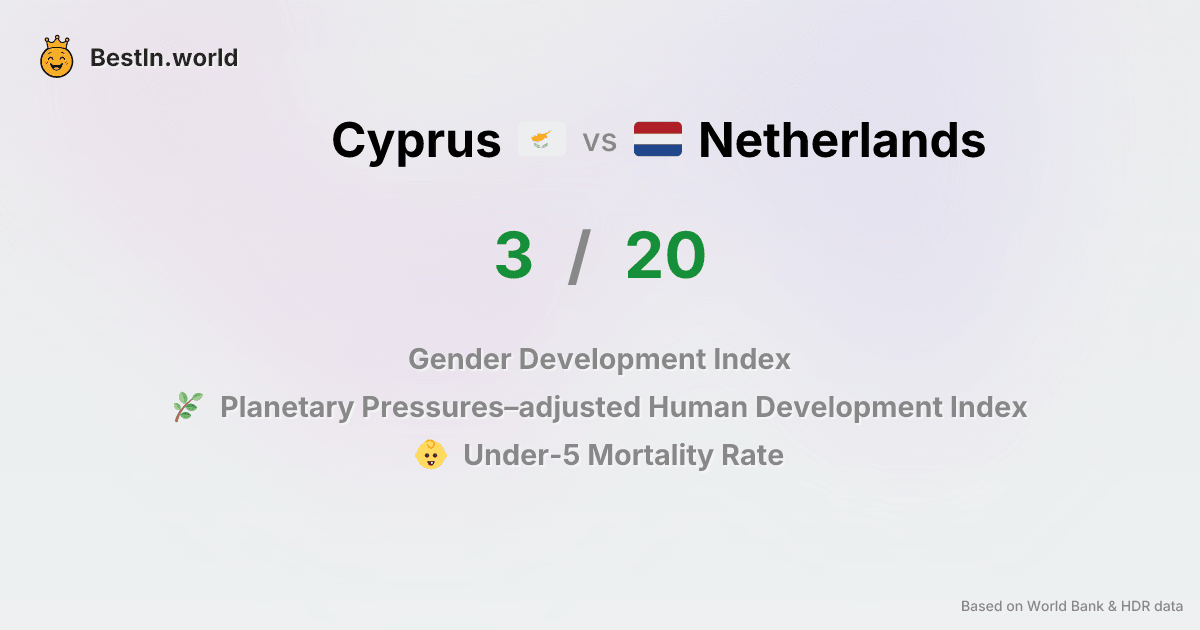 BestIn.world
Cyprus vs Netherlands
3 / 20
Gender Development Index
Planetary Pressures–adjusted Human Development Index
Under-5 Mortality Rate
Based on World Bank & HDR data